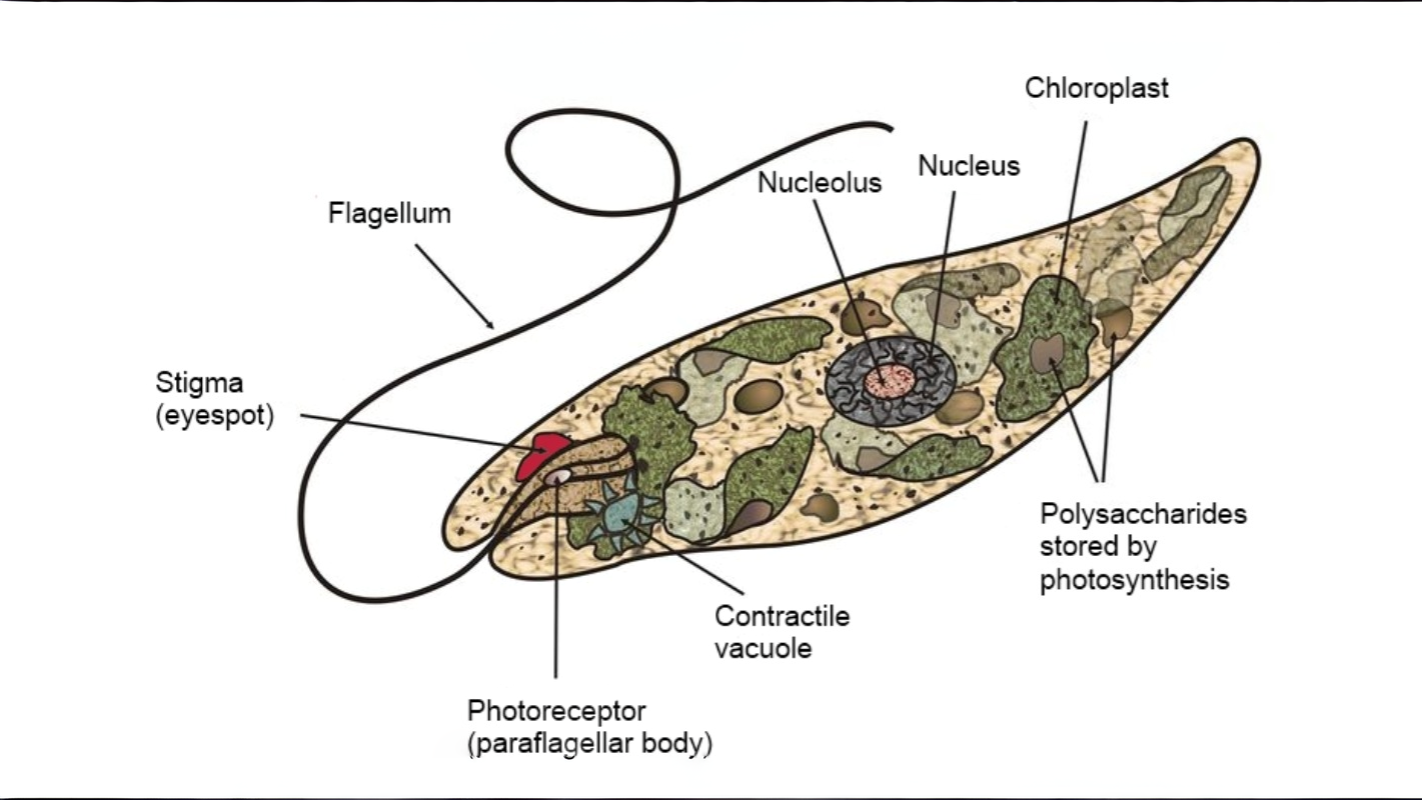 Chloroplast
Nucleus
Nucleolus
Flagellum
Stigma
(eyespot)
Polysaccharides
stored by
photosynthesis
Contractile
vacuole
Photoreceptor
(paraflagellar body)